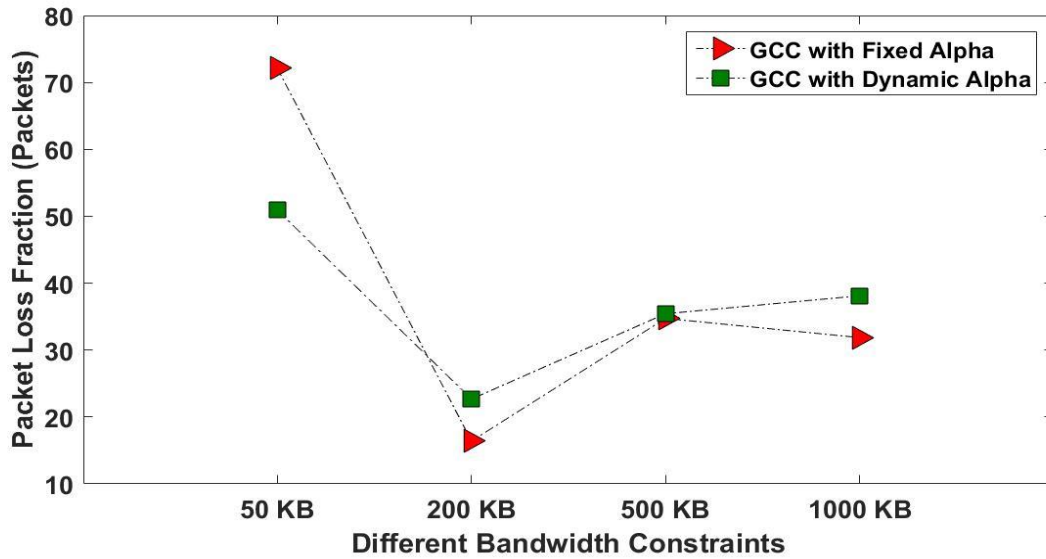 GCC with Fixed Alpha
GCC with Dynamic Alpha
Packet Loss Fraction (Packets)
80
70
60
50
40
30
20
10
50 KB
200 KB
500 KB
1000 KB
Different Bandwidth Constraints